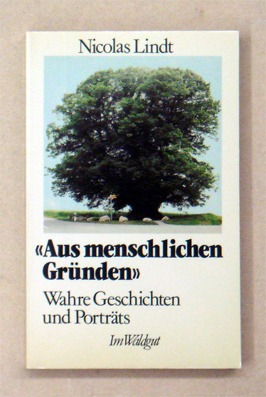 Nicolas Lindt
«Aus menschlichen
Gründen»
Wahre Geschichten
und Porträts
Im Waldgut